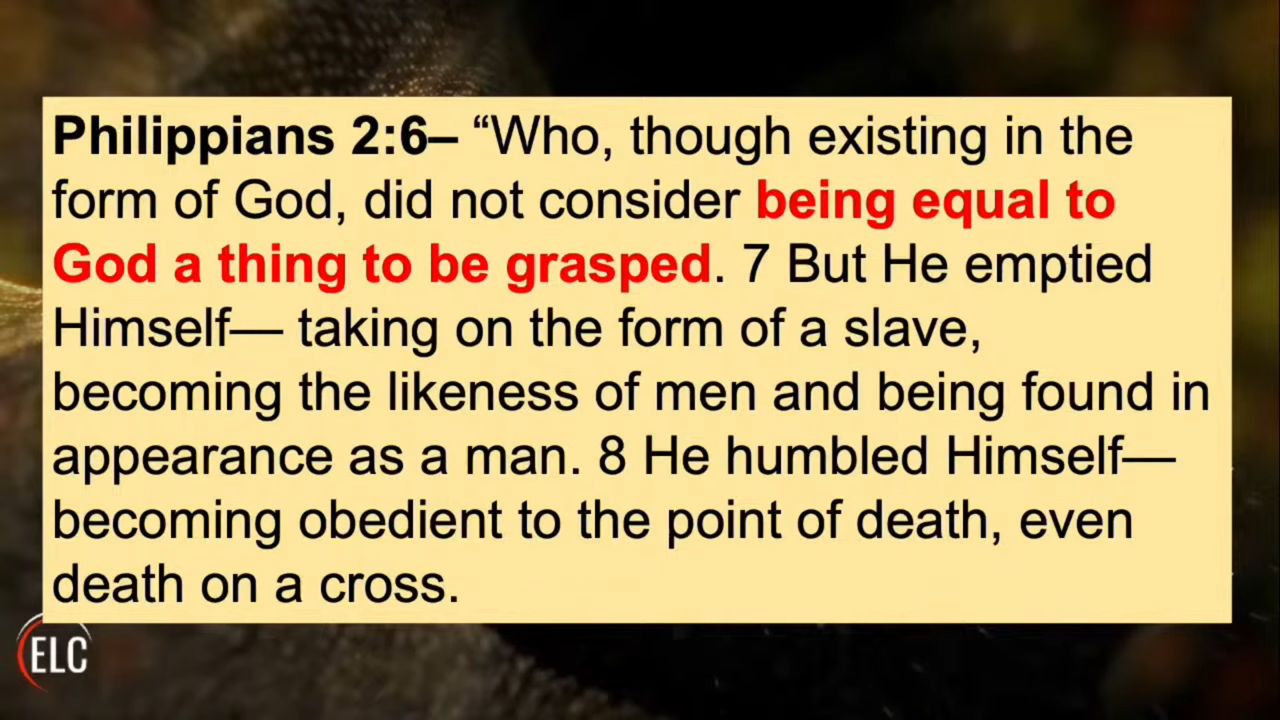 Philippians 2:6– “Who, though existing in the
form of God, did not consider being equal to
God a thing to be grasped. 7 But He emptied
Himself— taking on the form of a slave,
becoming the likeness of men and being found in
appearance as a man. 8 He humbled Himself—
becoming obedient to the point of death, even
death on a cross.
ELC